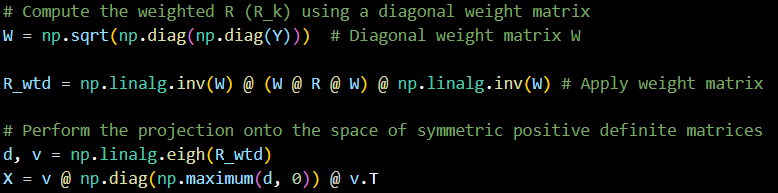 # Compute the weighted R (R_k) using a diagonal weight matrix
W = np.sqrt(np.diag(np.diag(Y)))  # Diagonal weight matrix W
R_wtd = np.linalg.inv(W) @ (W @ R @ W) @ np.linalg.inv(W) # Apply weight matrix
# Perform the projection onto the space of symmetric positive definite matrices
d, v = np.linalg.eigh(R_wtd)
X = v @ np.diag(np.maximum(d, 0)) @ v.T